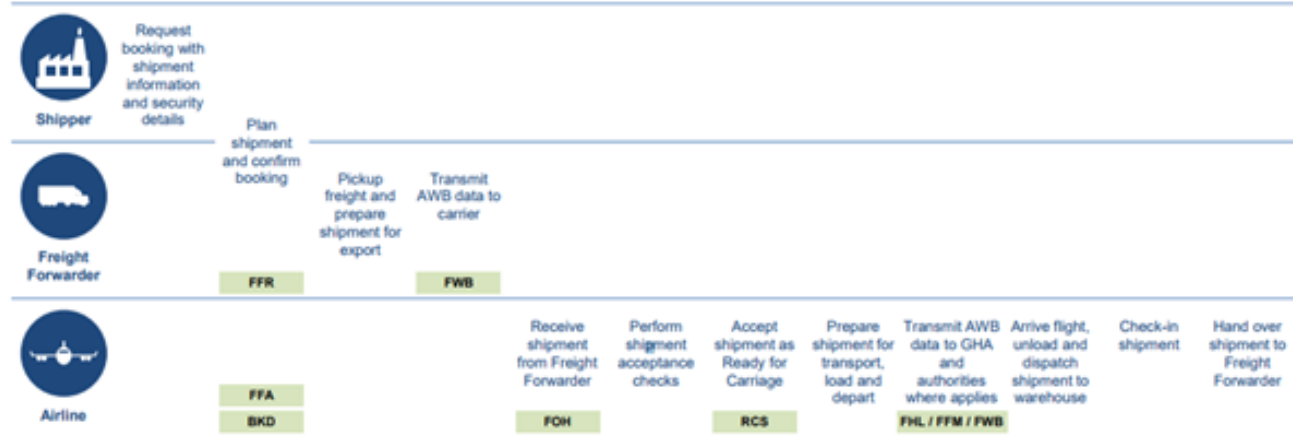 Request
booking with
shipment
information
and security
details
Shipper
Plan
shipment
and confirm
booking
Pickup
freight and
prepare
shipment for
export
Transmit
AWB data to
carrier
Freight
Forwarder
FFR
FWB
Receive
shipment
from Freight
Forwarder
Perform
shipment
acceptance
checks
Accept
shipment as
Ready for
Carriage
Prepare
shipment for
transport,
load and
depart
Transmit AWB
data to GHA
and
authorities
where applies
Arrive flight,
unload and
dispatch
shipment to
warehouse
Check-in
shipment
Hand over
shipment to
Freight
Forwarder
Airline
FFA
BKD
FOH
RCS
FHL / FFM / FWB